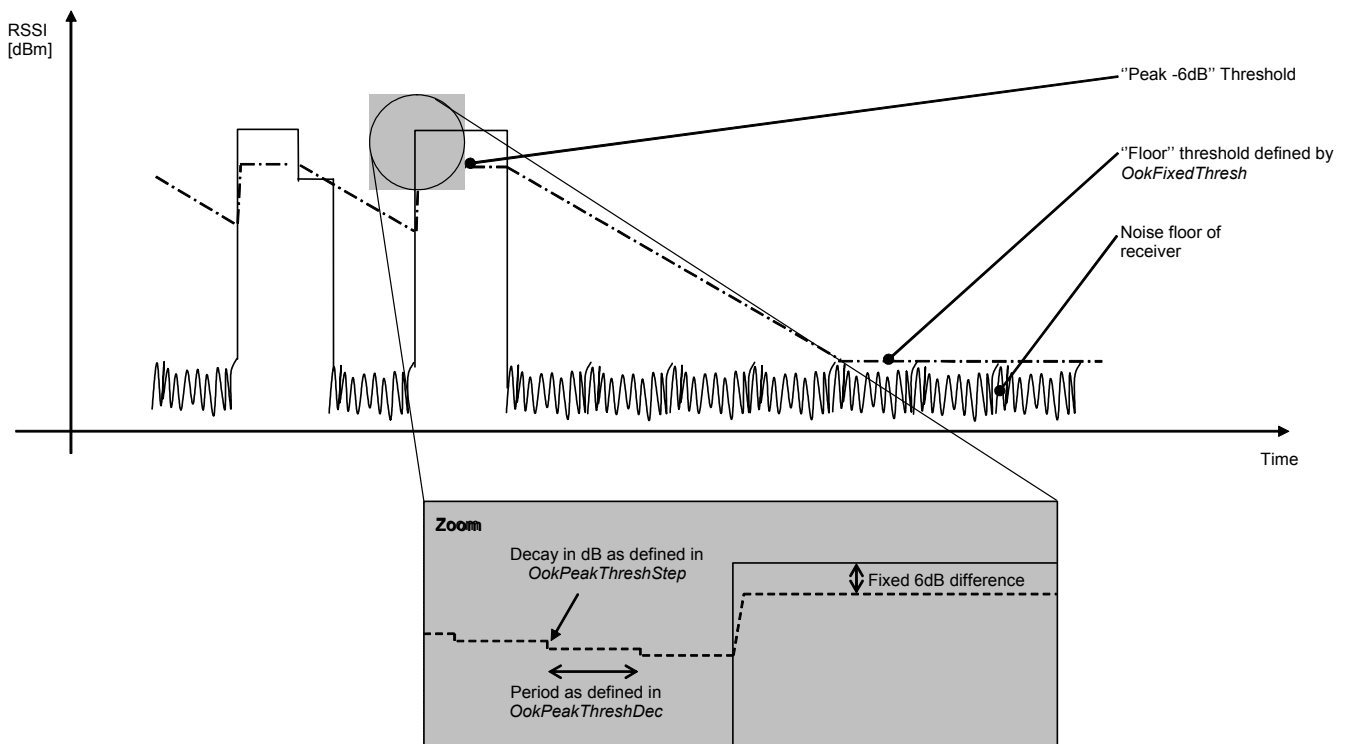 RSSI
[dBm]
‘’Peak -6dB’’ Threshold
‘’Floor’’ threshold defined by
OokFixedThresh
Noise floor of
receiver
Time
Zoom
Decay in dB as defined in
OokPeakThreshStep
Fixed 6dB difference
Period as defined in
OokPeakThreshDec